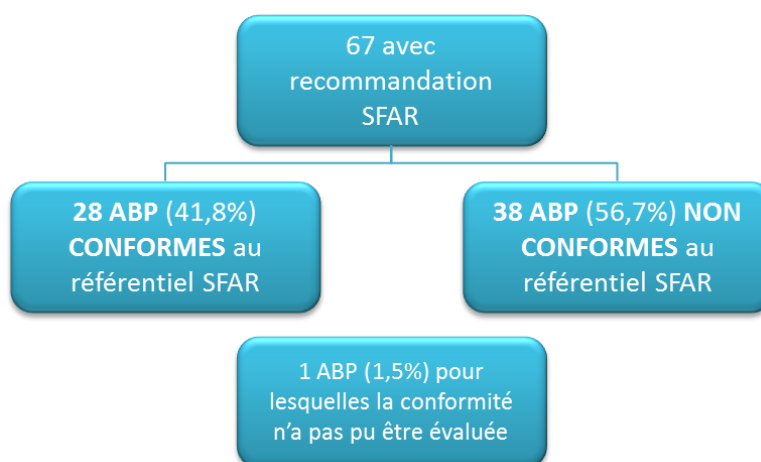 67 avec
recommandation
SFAR
28 ABP (41,8%)
CONFORMES au
référentiel SFAR
38 ABP (56,7%) NON
CONFORMES au
référentiel SFAR
1 ABP (1,5%) pour
lesquelles la conformité
n'a pas pu être évaluée